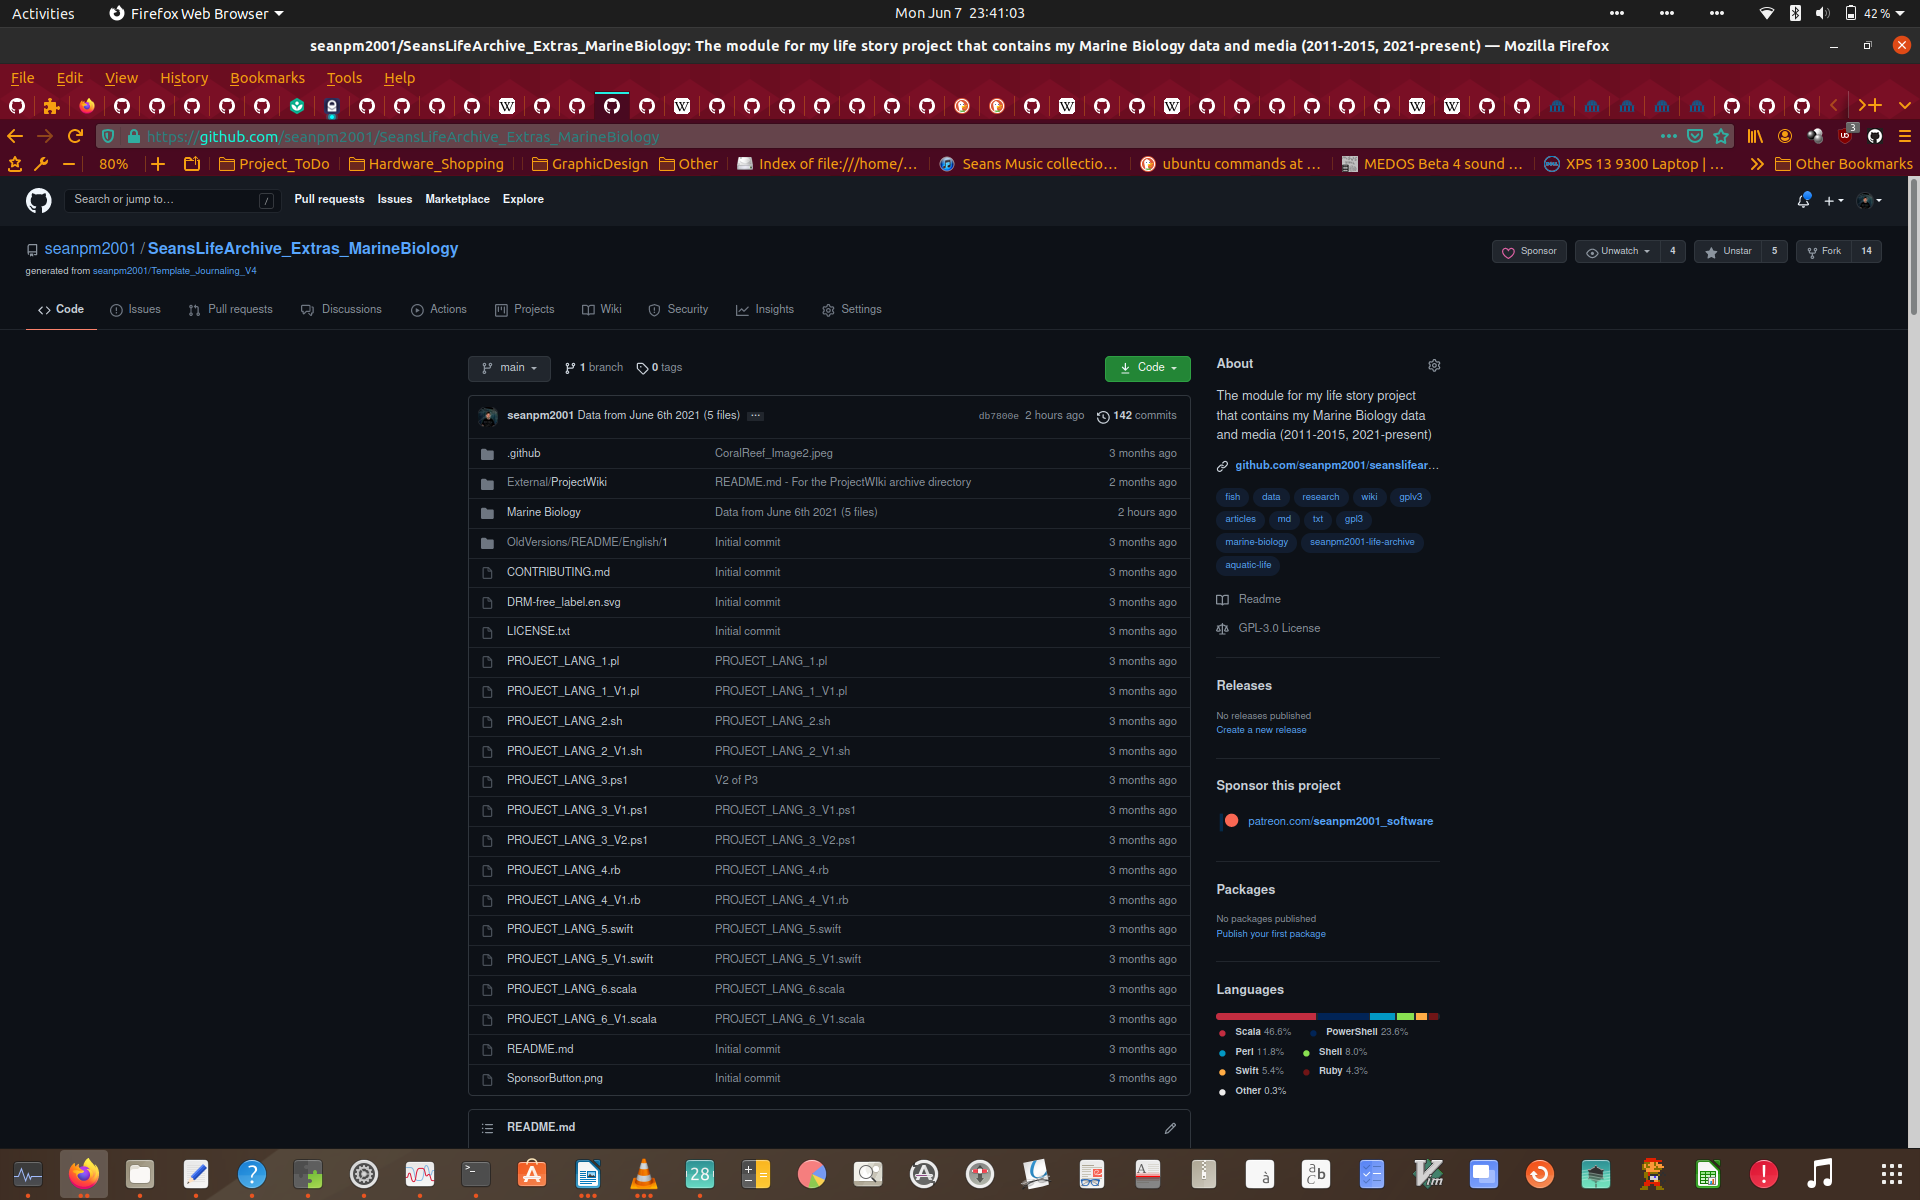 Activities Firefox Web Browser Mon Jun 7 23:41:03 42 %
seanpm2001/SeansLifeArchive_Extras_MarineBiology: The module for my life story project that contains my Marine Biology data and media (2011-2015, 2021-present) — Mozilla Firefox
File Edit View History Bookmarks Tools Help
https://github.com/seanpm2001/SeansLifeArchive_Extras_MarineBiology 3
80% Project_ToDo Hardware_Shopping GraphicDesign Other Index of file:///home/... Seans Music collectio... ubuntu commands at ... MEDOS Beta 4 sound ... XPS 13 9300 Laptop | ... Other Bookmarks
Search or jump to... / Pull requests Issues Marketplace Explore
seanpm2001 / SeansLifeArchive_Extras_MarineBiology Sponsor Unwatch 4 Unstar 5 Fork 14
generated from seanpm2001/Template_Journaling_V4
Code Issues Pull requests Discussions Actions Projects Wiki Security Insights Settings
main 1 branch 0 tags Code
seanpm2001 Data from June 6th 2021 (5 files) ... db7800e 2 hours ago 142 commits
.github CoralReef_Image2.jpeg 3 months ago
External/ProjectWiki README.md - For the ProjectWIki archive directory 2 months ago
Marine Biology Data from June 6th 2021 (5 files) 2 hours ago
OldVersions/README/English/1 Initial commit 3 months ago
CONTRIBUTING.md Initial commit 3 months ago
DRM-free_label.en.svg Initial commit 3 months ago
LICENSE.txt Initial commit 3 months ago
PROJECT_LANG_1.pl PROJECT_LANG_1.pl 3 months ago
PROJECT_LANG_1_V1.pl PROJECT_LANG_1_V1.pl 3 months ago
PROJECT_LANG_2.sh PROJECT_LANG_2.sh 3 months ago
PROJECT_LANG_2_V1.sh PROJECT_LANG_2_V1.sh 3 months ago
PROJECT_LANG_3.ps1 V2 of P3 3 months ago
PROJECT_LANG_3_V1.ps1 PROJECT_LANG_3_V1.ps1 3 months ago
PROJECT_LANG_3_V2.ps1 PROJECT_LANG_3_V2.ps1 3 months ago
PROJECT_LANG_4.rb PROJECT_LANG_4.rb 3 months ago
PROJECT_LANG_4_V1.rb PROJECT_LANG_4_V1.rb 3 months ago
PROJECT_LANG_5.swift PROJECT_LANG_5.swift 3 months ago
PROJECT_LANG_5_V1.swift PROJECT_LANG_5_V1.swift 3 months ago
PROJECT_LANG_6.scala PROJECT_LANG_6.scala 3 months ago
PROJECT_LANG_6_V1.scala PROJECT_LANG_6_V1.scala 3 months ago
README.md Initial commit 3 months ago
SponsorButton.png Initial commit 3 months ago
README.md
About
The module for my life story project
that contains my Marine Biology data
and media (2011-2015, 2021-present)
github.com/seanpm2001/seanslifear...
fish data research wiki gplv3
articles md txt gpl3
marine-biology seanpm2001-life-archive
aquatic-life
Readme
GPL-3.0 License
Releases
No releases published
Create a new release
Sponsor this project
patreon.com/seanpm2001_software
Packages
No packages published
Publish your first package
Languages
Scala 46.6% PowerShell 23.6%
Perl 11.8% Shell 8.0%
Swift 5.4% Ruby 4.3%
Other 0.3%
28